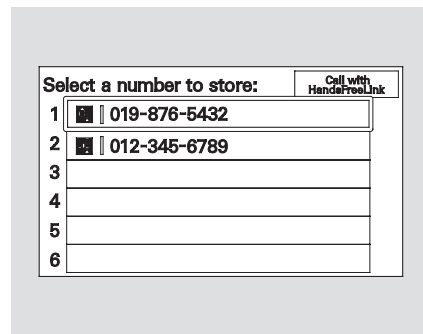 Select a number to store:
Call with
HandsFreeLink
1 019-876-5432
2 012-345-6789
3
4
5
6